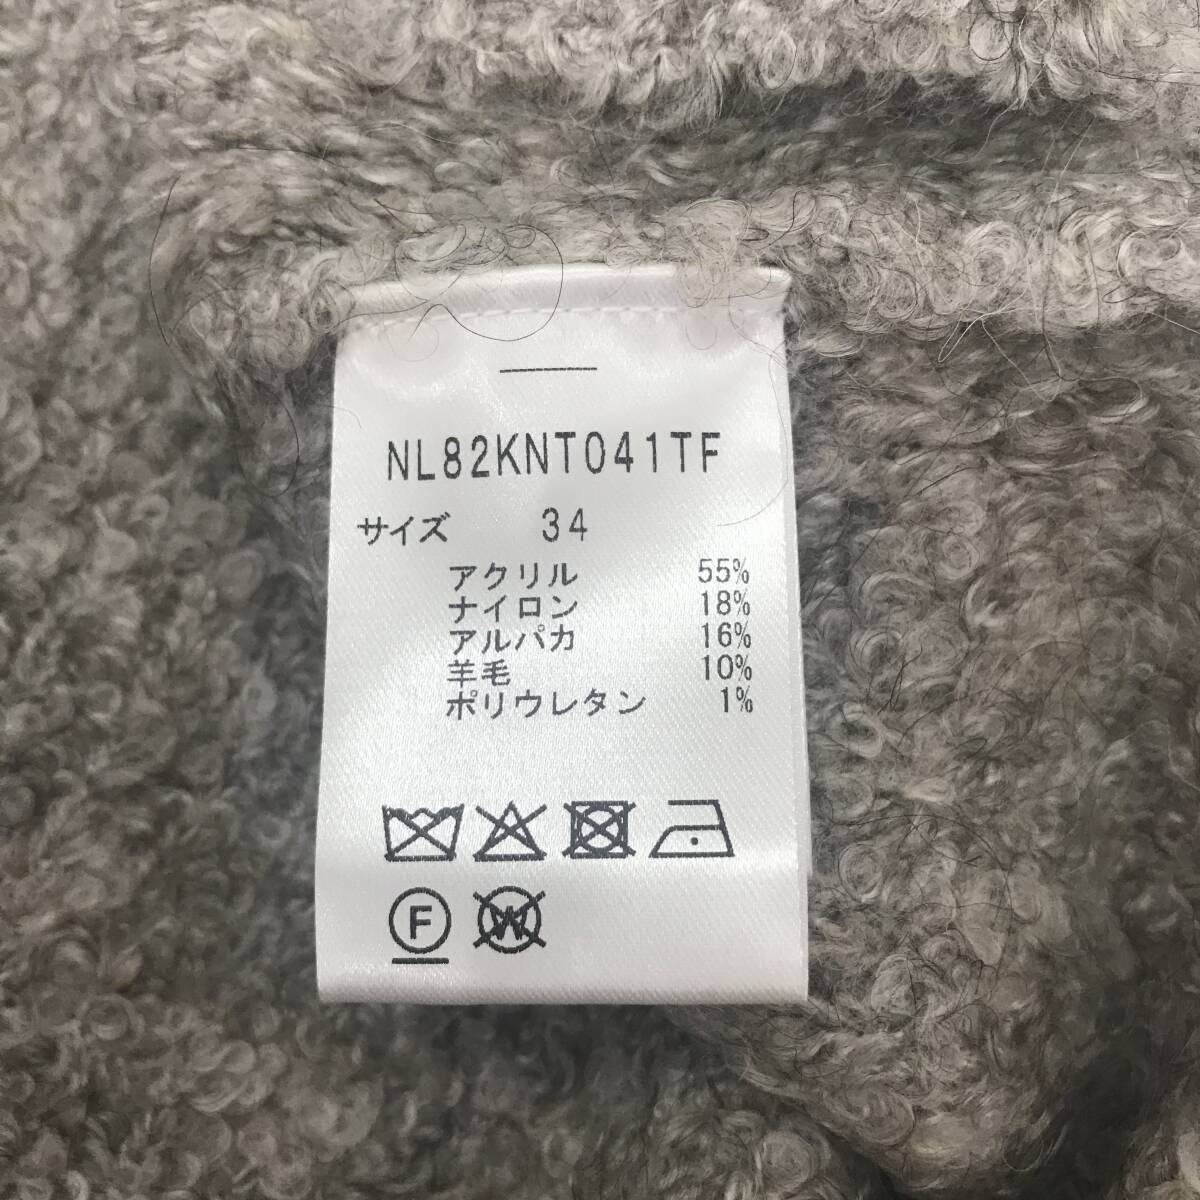 NL82KNT041TF
サイズ 34
アクリル 55%
ナイロン 18%
アルパカ 16%
羊毛 10%
ポリウレタン 1%
F W